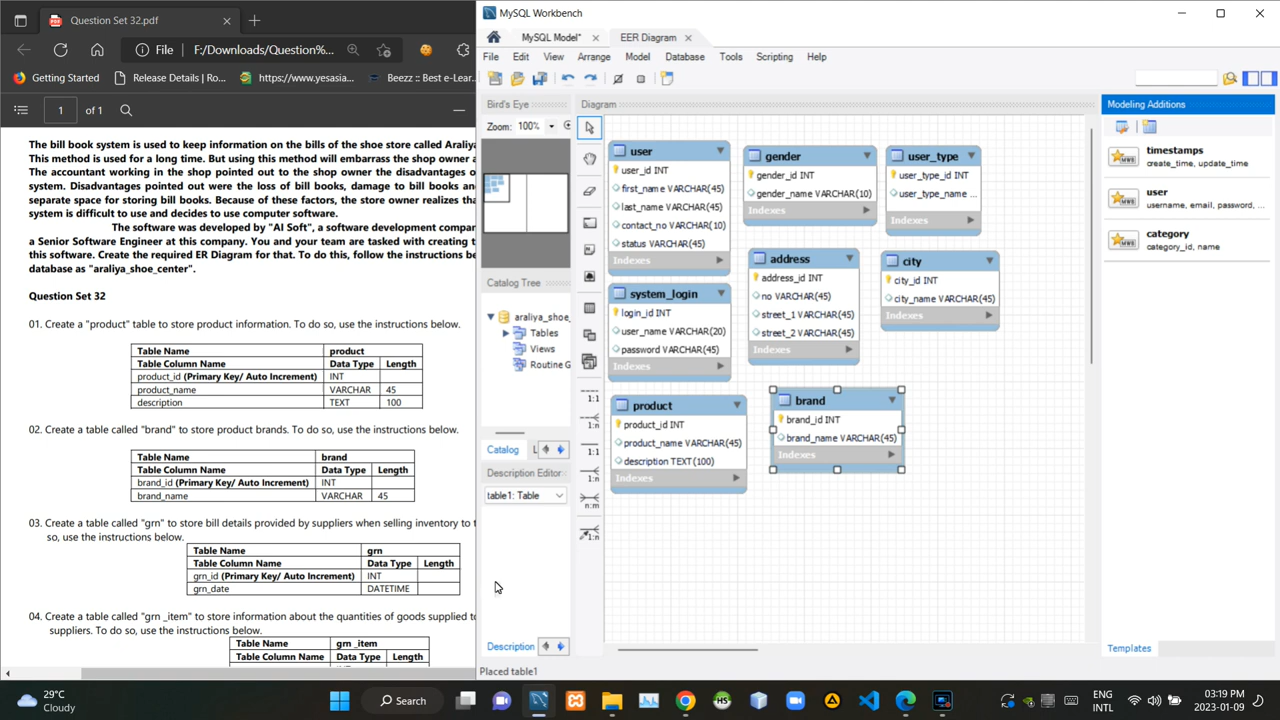 Question Set 32.pdf
File
F:/Downloads/Question%...
Getting Started
Release Details | Ro...
https://www.yesasia...
Beezz :: Best e-Lear...
1
of 1
The bill book system is used to keep information on the bills of the shoe store called Araliya
This method is used for a long time. But using this method will embarrass the shop owner a
The accountant working in the shop pointed out to the shop owner the disadvantages o
system. Disadvantages pointed out were the loss of bill books, damage to bill books and
separate space for storing bill books. Because of these factors, the store owner realizes tha
system is difficult to use and decides to use computer software.
The software was developed by "AI Soft", a software development compan
a Senior Software Engineer at this company. You and your team are tasked with creating t
this software. Create the required ER Diagram for that. To do this, follow the instructions be
database as "araliya_shoe_center".
Question Set 32
01. Create a "product" table to store product information. To do so, use the instructions below.
Table Name product
Table Column Name Data Type Length
product_id (Primary Key/ Auto Increment) INT
product_name VARCHAR 45
description TEXT 100
02. Create a table called "brand" to store product brands. To do so, use the instructions below.
Table Name brand
Table Column Name Data Type Length
brand_id (Primary Key/ Auto Increment) INT
brand_name VARCHAR 45
03. Create a table called "grn" to store bill details provided by suppliers when selling inventory to t
so, use the instructions below.
Table Name grn
Table Column Name Data Type Length
grn_id (Primary Key/ Auto Increment) INT
grn_date DATETIME
04. Create a table called "grn _item" to store information about the quantities of goods supplied to
suppliers. To do so, use the instructions below.
Table Name grn _item
Table Column Name Data Type Length
MySQL Workbench
MySQL Model*
EER Diagram
File Edit View Arrange Model Database Tools Scripting Help
Bird's Eye
Zoom: 100%
Catalog Tree
araliya_shoe_
Tables
Views
Routine G
Catalog L
Description Editor
table1: Table
Description
Placed table1
Diagram
1:1
1:n
1:1
1:n
n:m
1:n
user
user_id INT
first_name VARCHAR(45)
last_name VARCHAR(45)
contact_no VARCHAR(10)
status VARCHAR(45)
Indexes
gender
gender_id INT
gender_name VARCHAR(10)
Indexes
user_type
user_type_id INT
user_type_name ...
Indexes
system_login
login_id INT
user_name VARCHAR(20)
password VARCHAR(45)
Indexes
address
address_id INT
no VARCHAR(45)
street_1 VARCHAR(45)
street_2 VARCHAR(45)
Indexes
city
city_id INT
city_name VARCHAR(45)
Indexes
product
product_id INT
product_name VARCHAR(45)
description TEXT(100)
Indexes
brand
brand_id INT
brand_name VARCHAR(45)
Indexes
Modeling Additions
timestamps
create_time, update_time
user
username, email, password, ...
category
category_id, name
Templates
29°C
Cloudy
Search
ENG
INTL
03:19 PM
2023-01-09